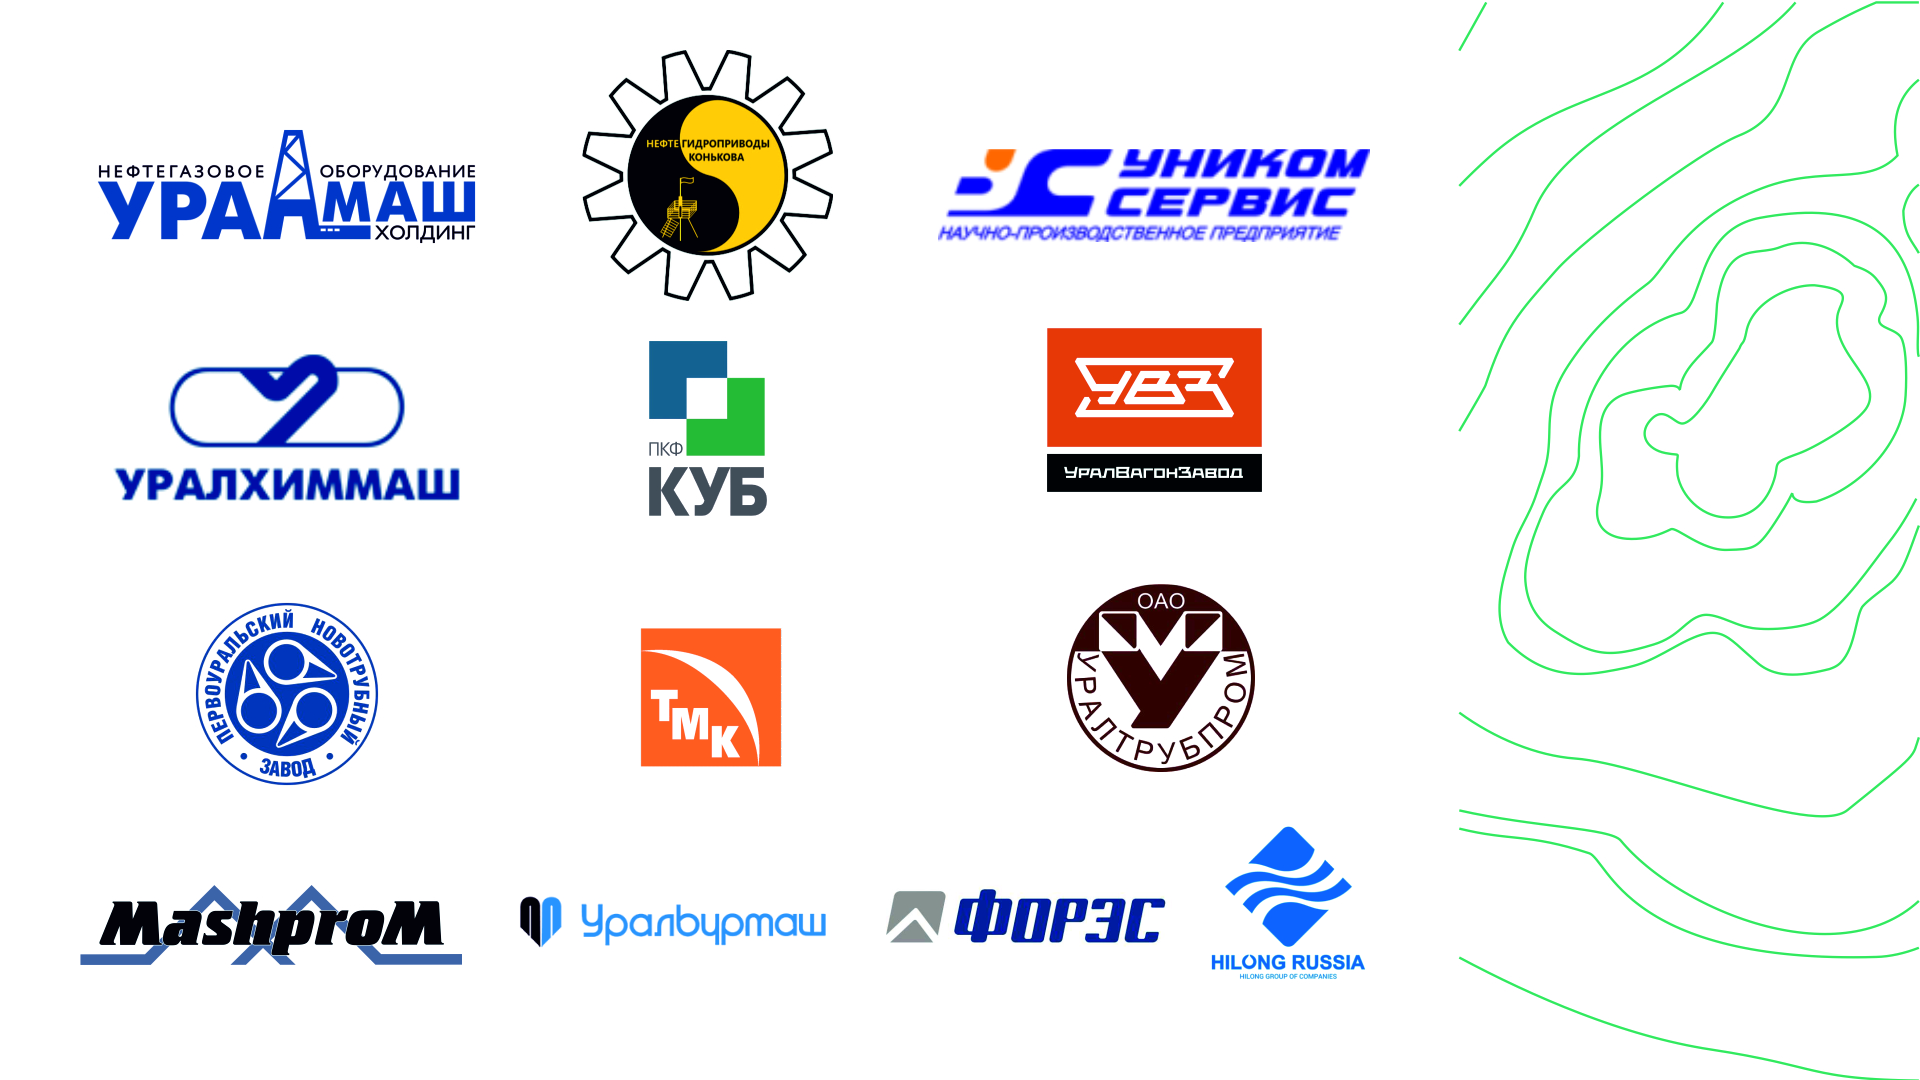 НЕФТЕГАЗОВОЕ ОБОРУДОВАНИЕ
УРАЛМАШ
ХОЛДИНГ
НЕФТЕГИДРОПРИВОДЫ
КОНЬКОВА
УНИКОМ
СЕРВИС
НАУЧНО-ПРОИЗВОДСТВЕННОЕ ПРЕДПРИЯТИЕ
УРАЛХИММАШ
ПКФ
КУБ
УВЗ
УралВагонЗавод
ПЕРВОУРАЛЬСКИЙ НОВОТРУБНЫЙ
• ЗАВОД •
ТМК
ОАО
УРАЛТРУБПРОМ
MashproM
Уралбурмаш
ФОРЭС
HILONG RUSSIA
HILONG GROUP OF COMPANIES